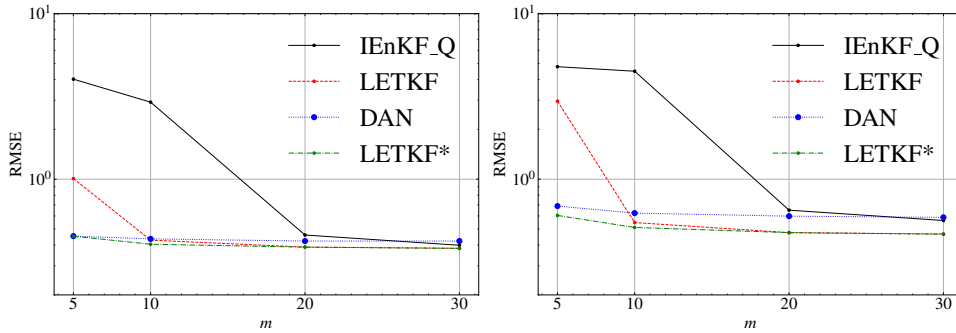 10^1
10^0
RMSE
IEnKF_Q
LETKF
DAN
LETKF*
5
10
20
30
m
10^1
10^0
RMSE
IEnKF_Q
LETKF
DAN
LETKF*
5
10
20
30
m